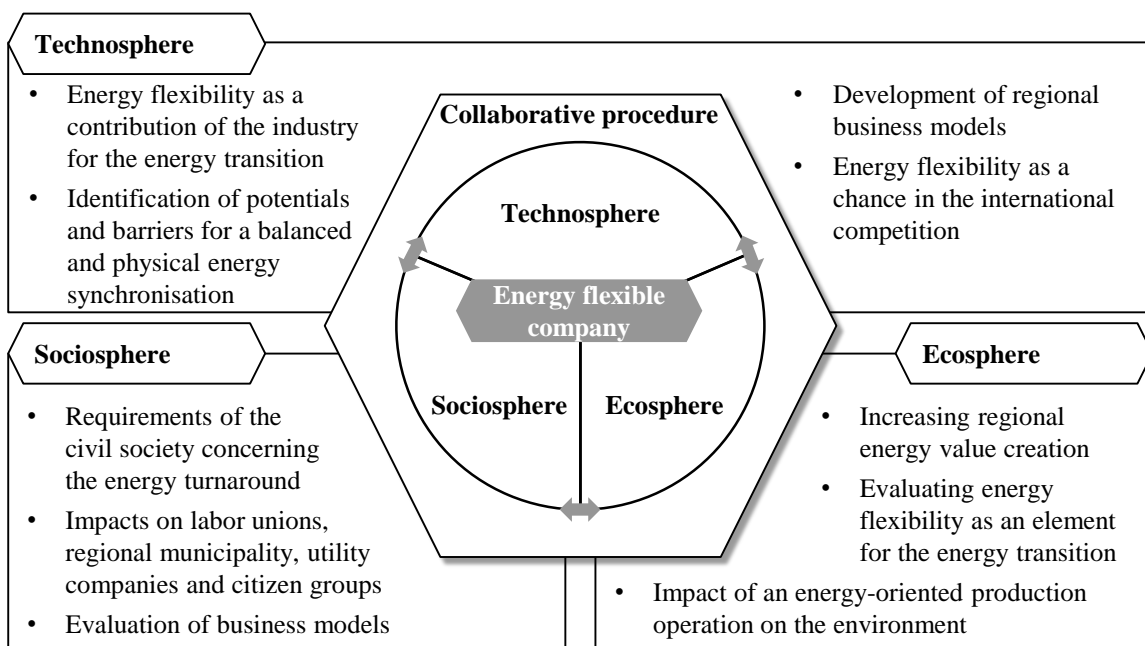 Technosphere
• Energy flexibility as a
contribution of the industry
for the energy transition
• Identification of potentials
and barriers for a balanced
and physical energy
synchronisation
• Development of regional
business models
• Energy flexibility as a
chance in the international
competition
Collaborative procedure
Technosphere
Energy flexible
company
Sociosphere
Ecosphere
Sociosphere
• Requirements of the
civil society concerning
the energy turnaround
• Impacts on labor unions,
regional municipality, utility
companies and citizen groups
• Evaluation of business models
Ecosphere
• Increasing regional
energy value creation
• Evaluating energy
flexibility as an element
for the energy transition
• Impact of an energy-oriented production
operation on the environment